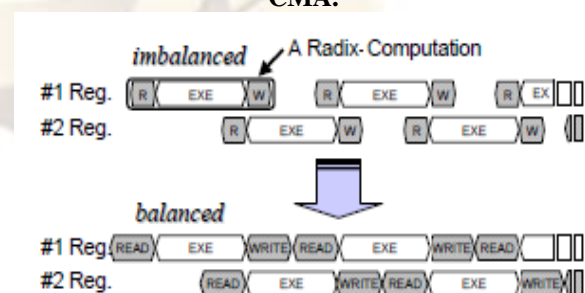 CMA.
imbalanced A Radix-Computation
#1 Reg. R EXE W R EXE W R EX
#2 Reg. R EXE W R EXE W
balanced
#1 Reg. READ EXE WRITE READ EXE WRITE READ
#2 Reg. READ EXE WRITE READ EXE WRITE